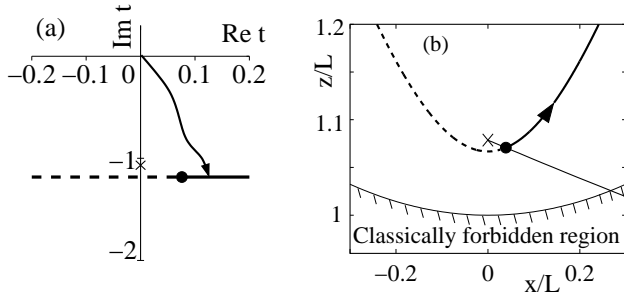 (a)
Im t
Re t
−0.2
−0.1
0
0.1
0.2
−1
−2
(b)
z/L
1.2
1.1
1
Classically forbidden region
−0.2
0
0.2
x/L